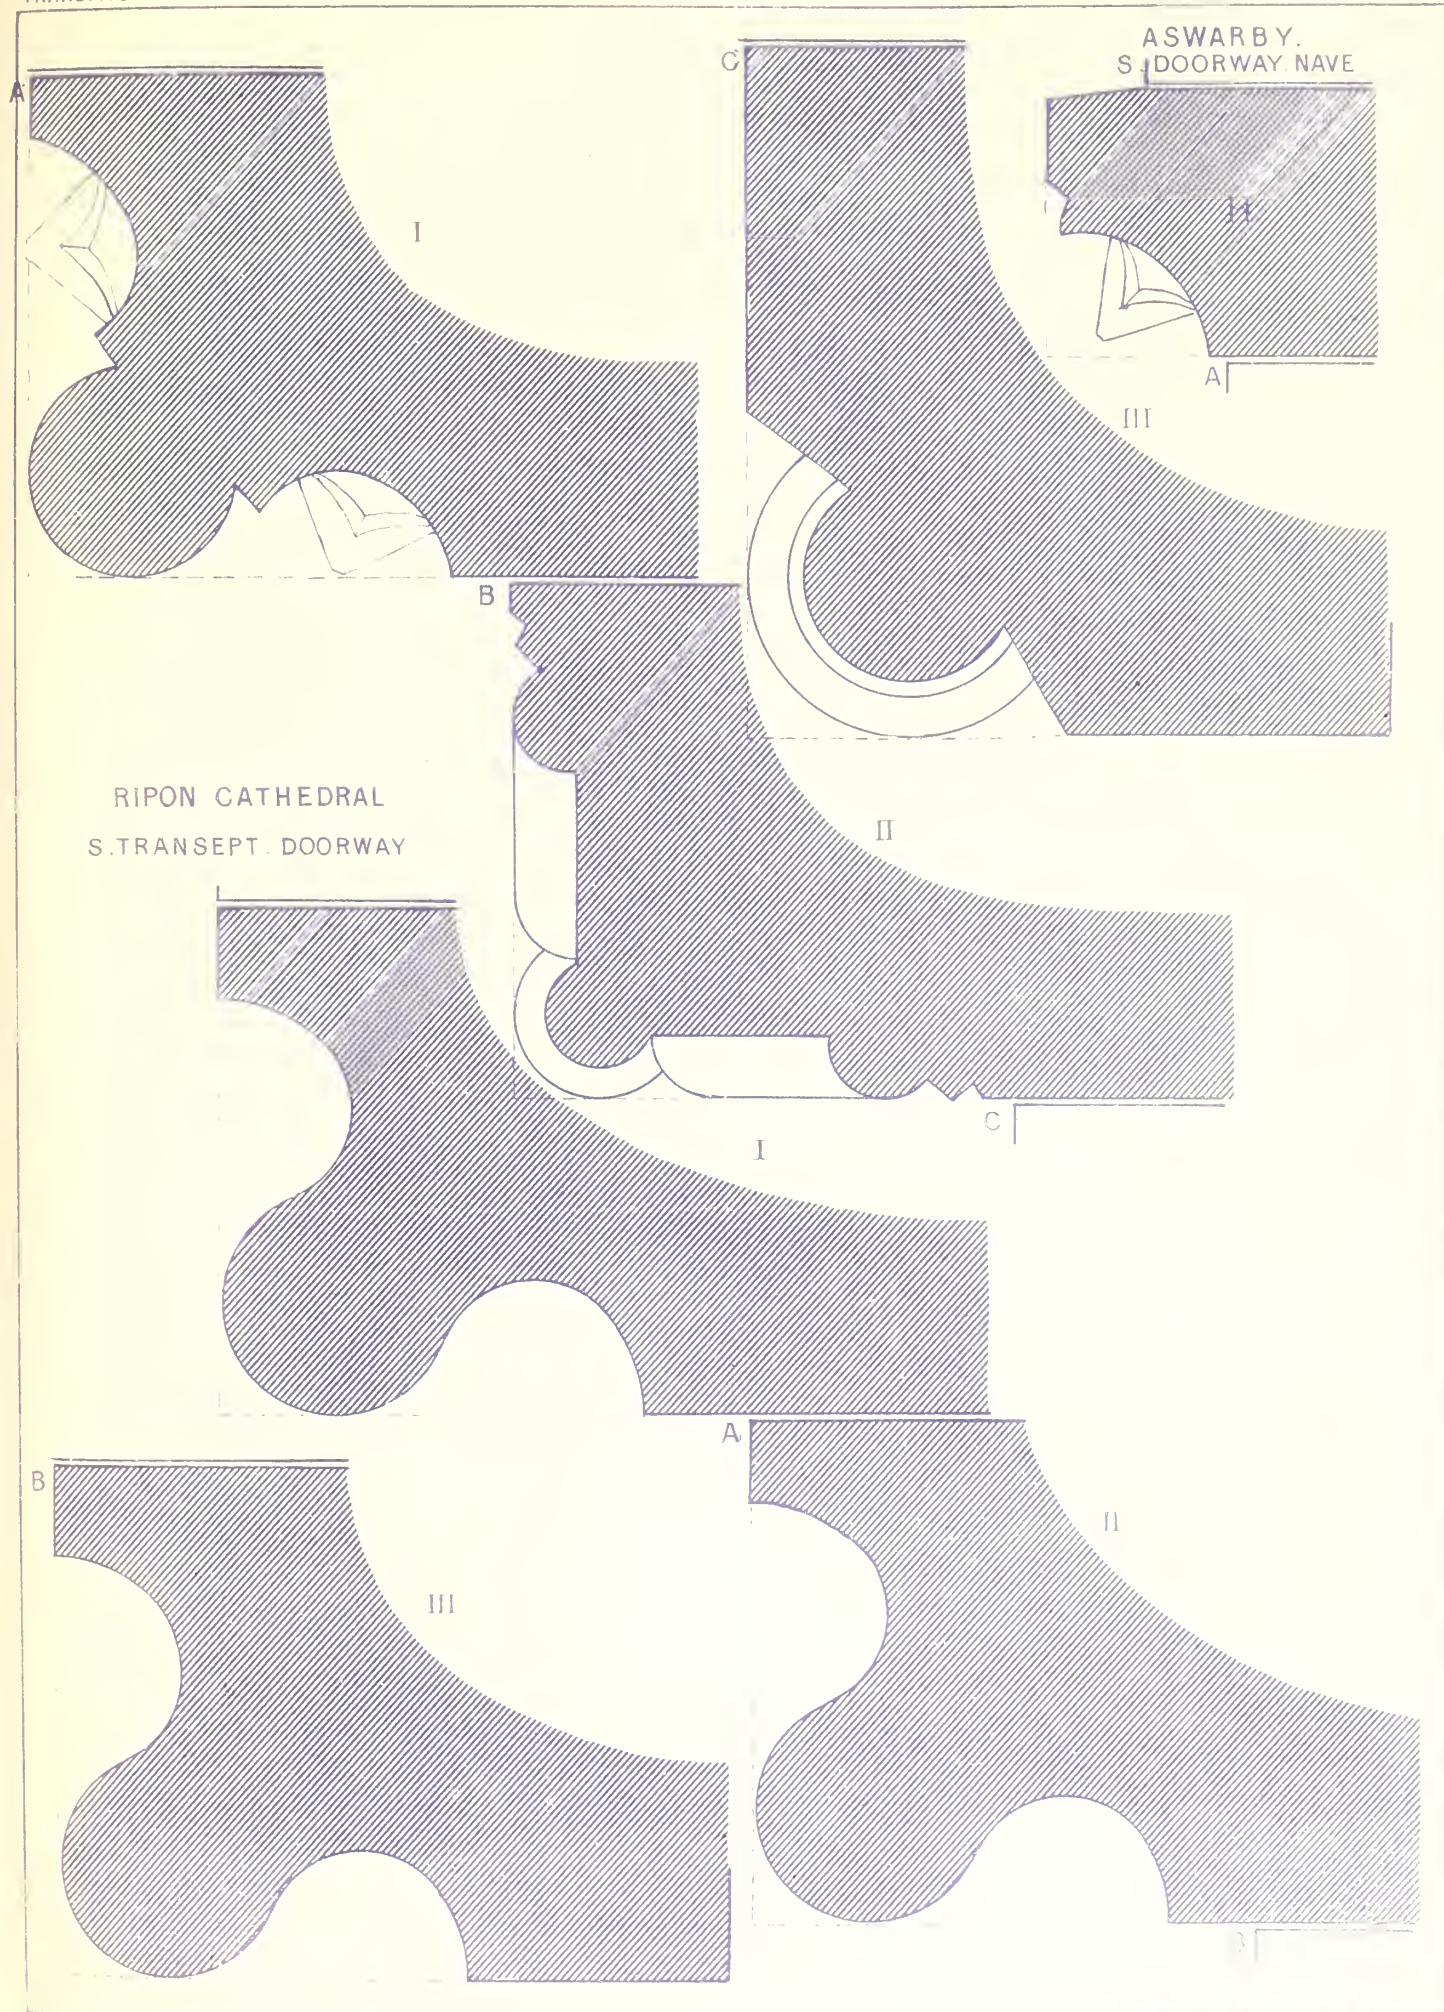 ASWARBY.
S. DOORWAY NAVE
A
C
H
I
A
III
B
RIPON CATHEDRAL
S. TRANSEPT. DOORWAY
II
C
I
A
B
II
III
B